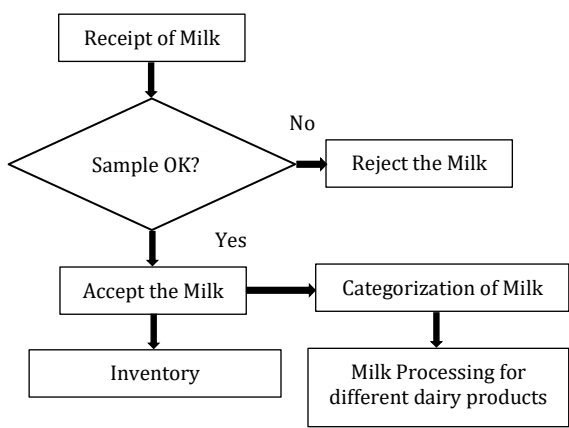 Receipt of Milk
No
Sample OK?
Reject the Milk
Yes
Accept the Milk
Categorization of Milk
Inventory
Milk Processing for
different dairy products